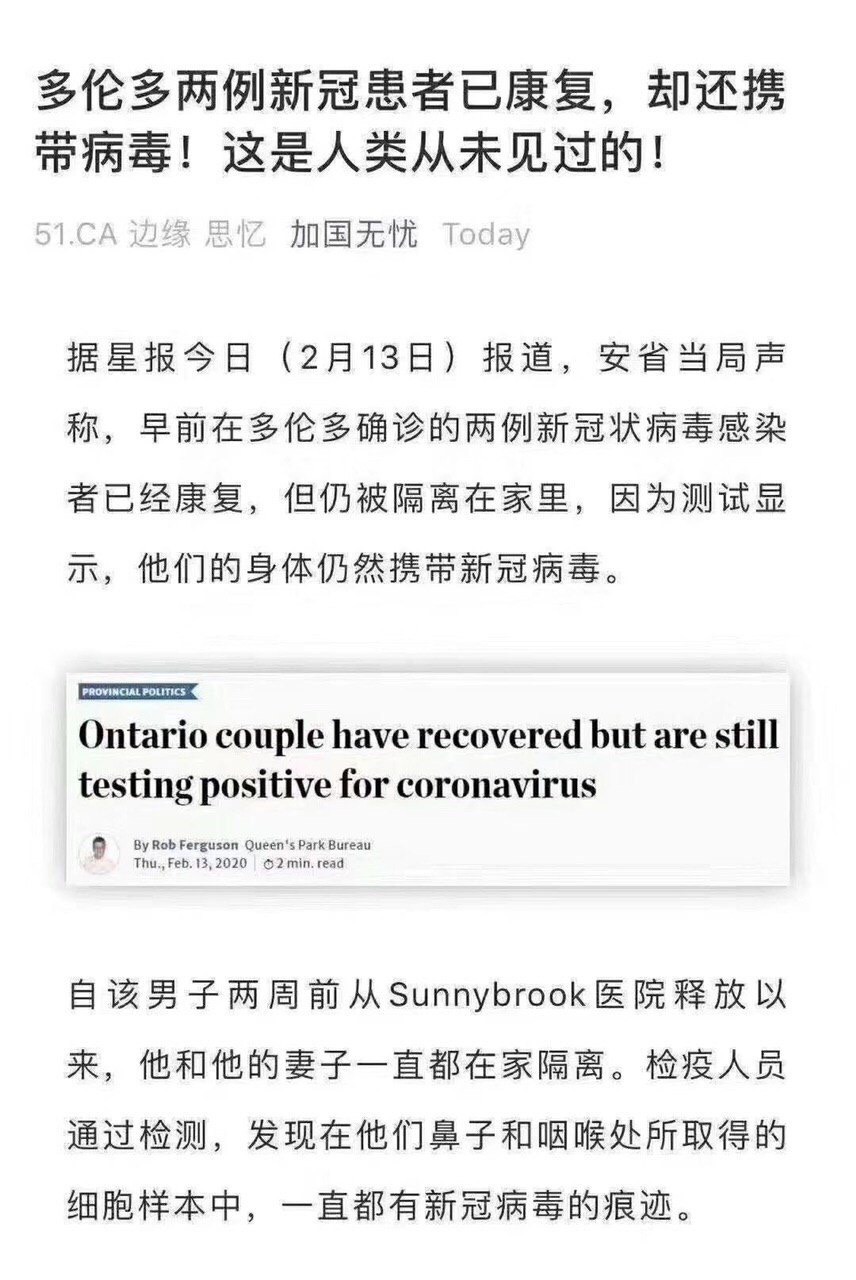 多伦多两例新冠患者已康复，却还携
带病毒！这是人类从未见过的！
51.CA 边缘 思忆 加国无忧 Today
据星报今日（2月13日）报道，安省当局声
称，早前在多伦多确诊的两例新冠状病毒感染
者已经康复，但仍被隔离在家里，因为测试显
示，他们的身体仍然携带新冠病毒。
PROVINCIAL POLITICS
Ontario couple have recovered but are still
testing positive for coronavirus
By Rob Ferguson Queen's Park Bureau
Thu., Feb. 13, 2020 2 min. read
自该男子两周前从Sunnybrook医院释放以
来，他和他的妻子一直都在家隔离。检疫人员
通过检测，发现在他们鼻子和咽喉处所取得的
细胞样本中，一直都有新冠病毒的痕迹。